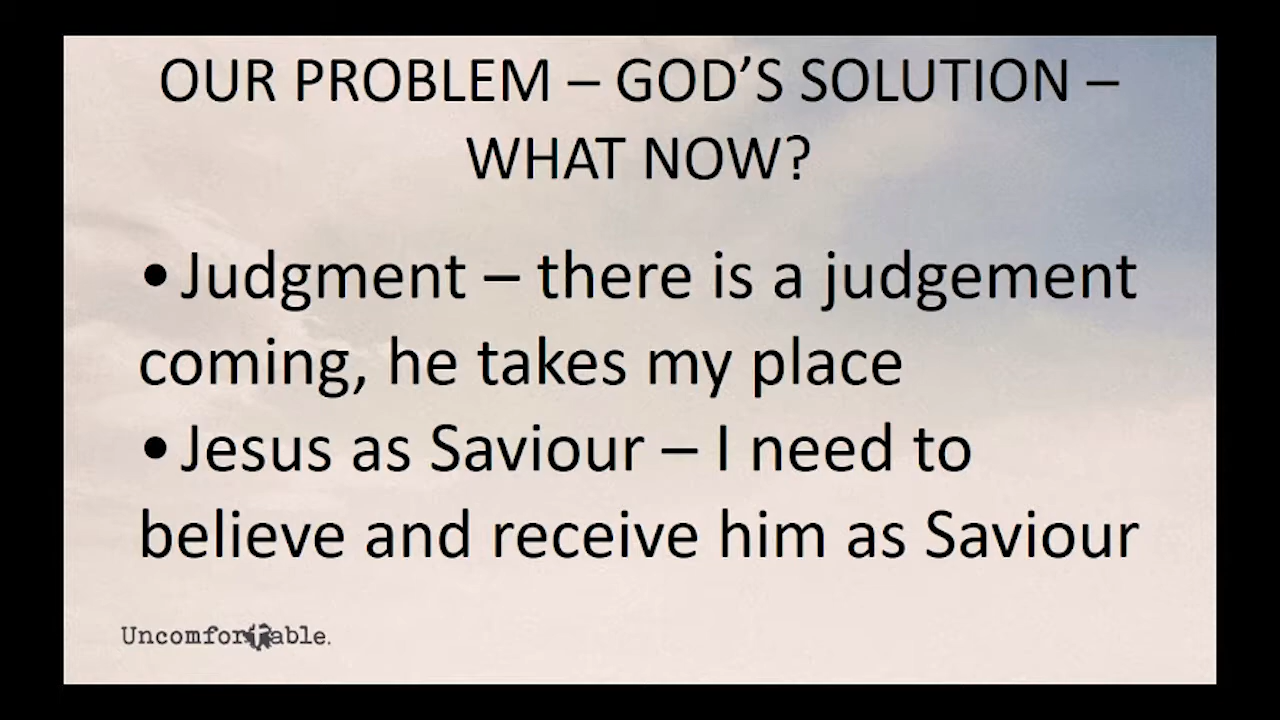 OUR PROBLEM – GOD’S SOLUTION –
WHAT NOW?
•Judgment – there is a judgement
coming, he takes my place
•Jesus as Saviour – I need to
believe and receive him as Saviour
Uncomfortable.